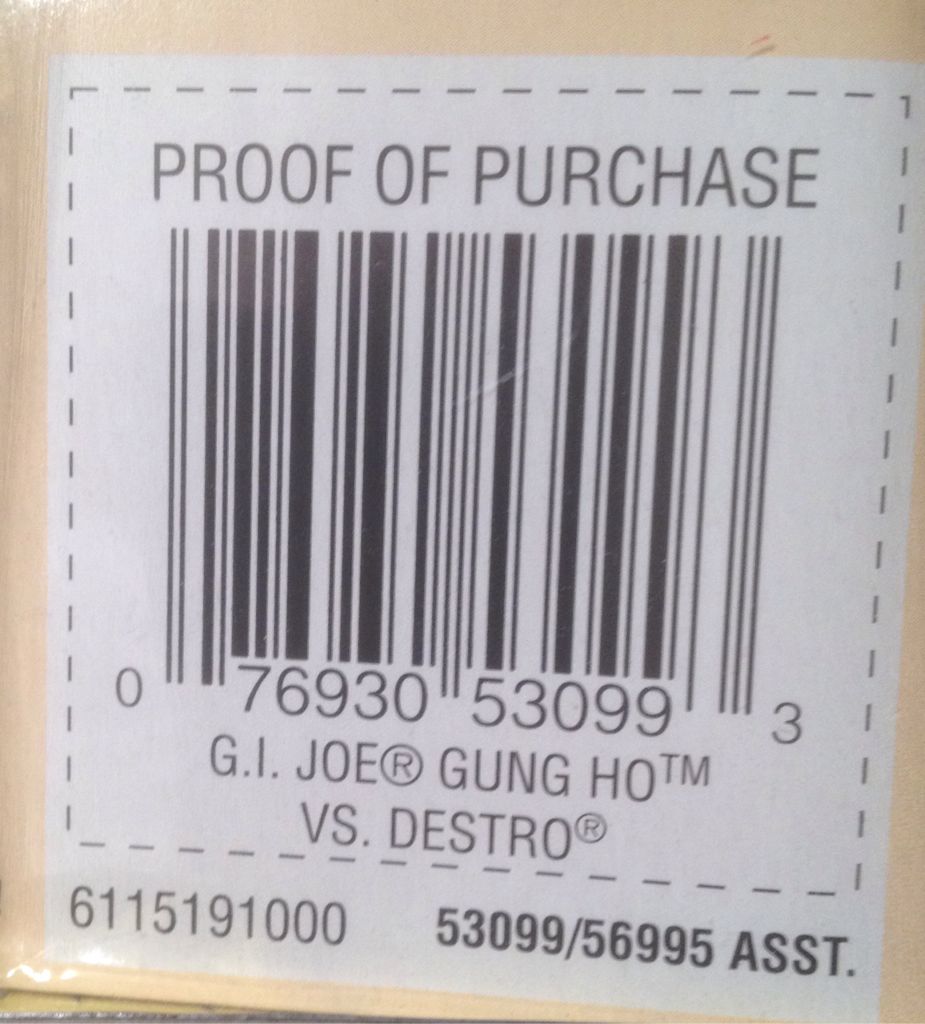 PROOF OF PURCHASE
0 76930 53099 3
G.I. JOE® GUNG HO™
VS. DESTRO®
6115191000 53099/56995 ASST.